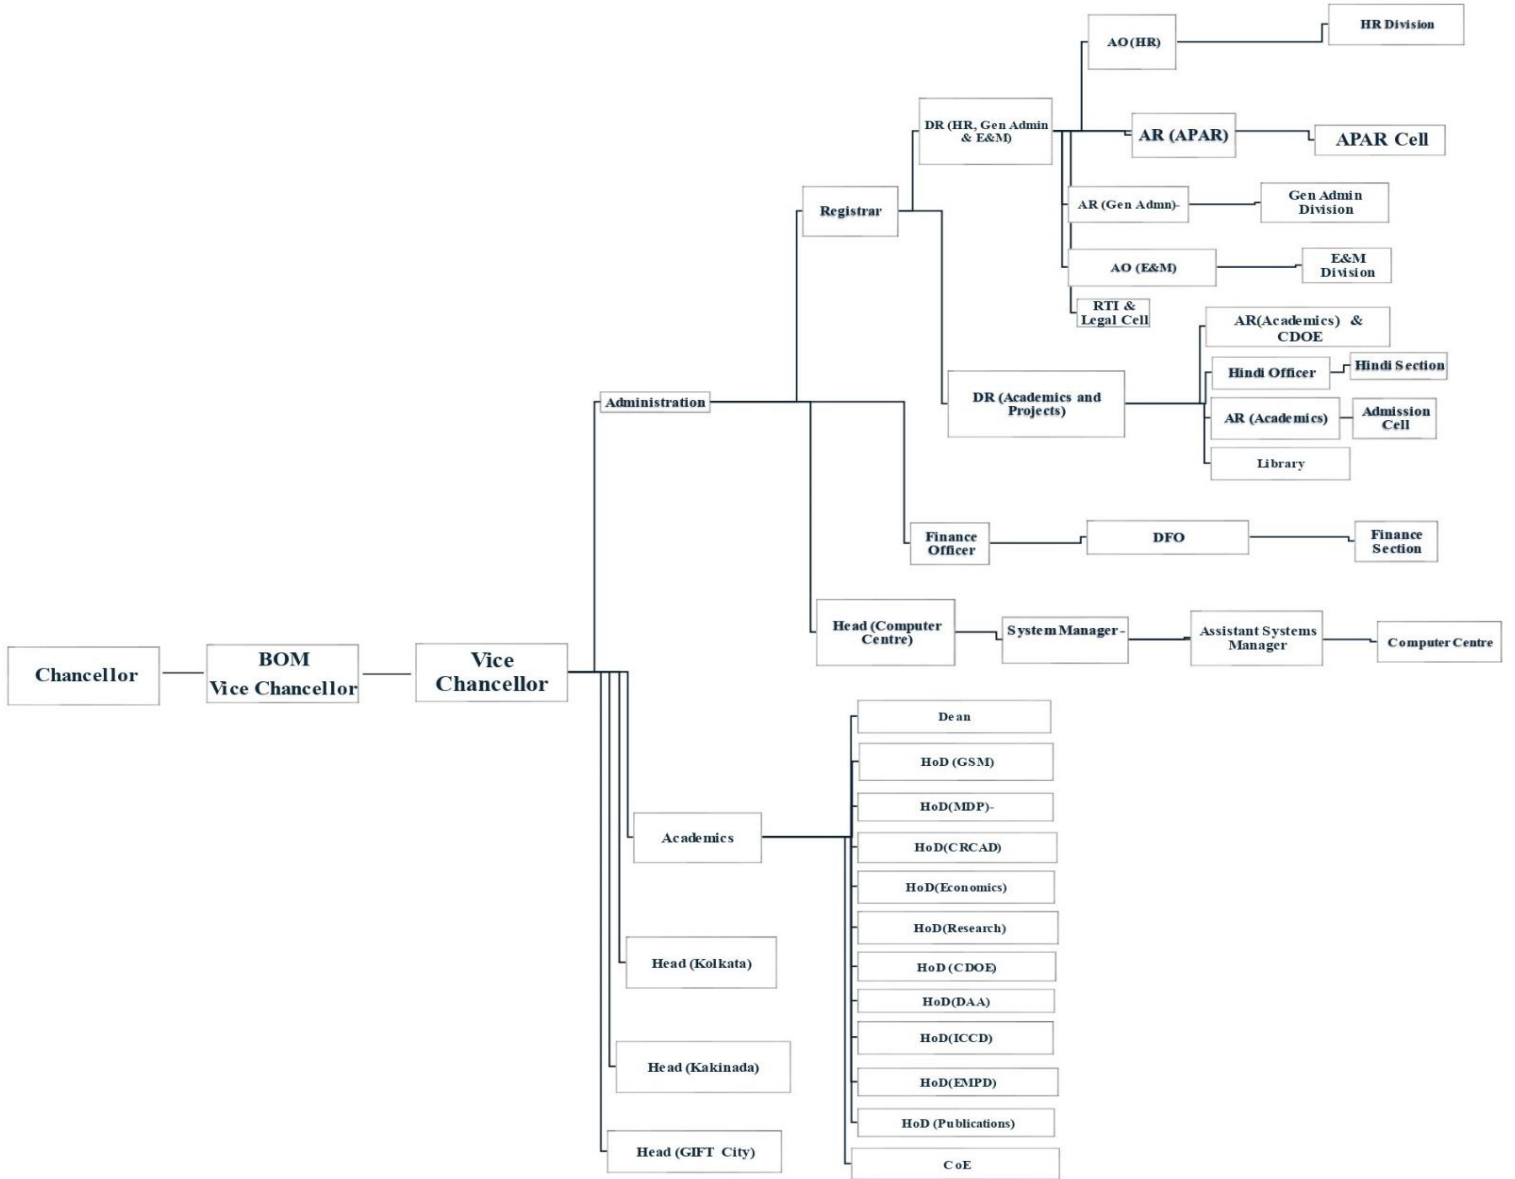 HR Division
AO(HR)
DR (HR, Gen Admin
& E&M)
AR (APAR)
APAR Cell
Registrar
AR (Gen Admn)-
Gen Admin
Division
AO (E&M)
E&M
Division
RTI &
Legal Cell
AR(Academics) &
CDOE
Hindi Officer
Hindi Section
Administration
DR (Academics and
Projects)
AR (Academics)
Admission
Cell
Library
Finance
Officer
DFO
Finance
Section
Head (Computer
Centre)
System Manager -
Assistant Systems
Manager
Computer Centre
Chancellor
BOM
Vice Chancellor
Vice
Chancellor
Dean
HoD (GSM)
HoD(MDP)-
Academics
HoD(CRCAD)
HoD(Economics)
HoD(Research)
Head (Kolkata)
HoD (CDOE)
HoD(DAA)
HoD(ICCD)
Head (Kakinada)
HoD(EMPD)
HoD (Publications)
Head (GIFT City)
CoE